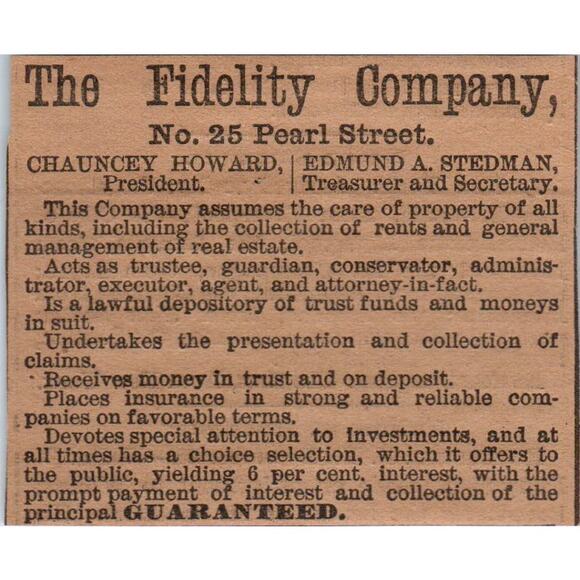 The Fidelity Company,
No. 25 Pearl Street.
CHAUNCEY HOWARD, | EDMUND A. STEDMAN,
President. | Treasurer and Secretary.
This Company assumes the care of property of all
kinds, including the collection of rents and general
management of real estate.
Acts as trustee, guardian, conservator, adminis-
trator, executor, agent, and attorney-in-fact.
Is a lawful depository of trust funds and moneys
in suit.
Undertakes the presentation and collection of
claims.
Receives money in trust and on deposit.
Places insurance in strong and reliable com-
panies on favorable terms.
Devotes special attention to investments, and at
all times has a choice selection, which it offers to
the public, yielding 6 per cent. interest, with the
prompt payment of interest and collection of the
principal GUARANTEED.